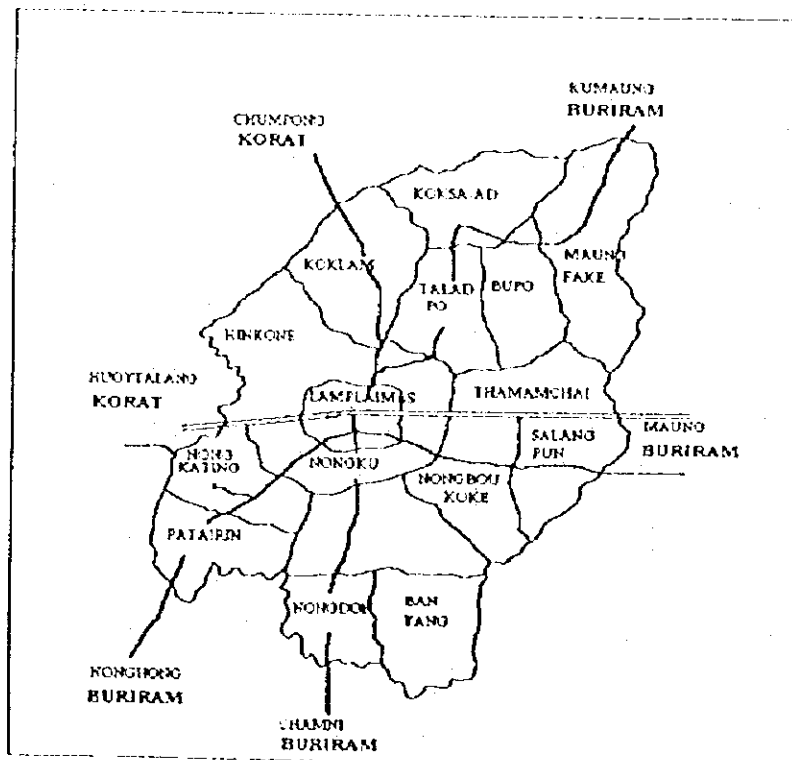 KUMAUNG
BURIRAM
CHUMPONG
KORAT
KOKSA-AD
KOKLAM
MAUNG
FAKE
TALAD
PO
BUPO
HINKONE
HUOYTALANG
KORAT
LAMPLAIMES
THAMAMCHAI
MAUNG
BURIRAM
SALANG
PUN
NONG
KATING
NONGKU
NONGBOU
KOKE
PATAIRIN
NONGDON
BAN
YANG
NONGHONG
BURIRAM
CHAMNI
BURIRAM